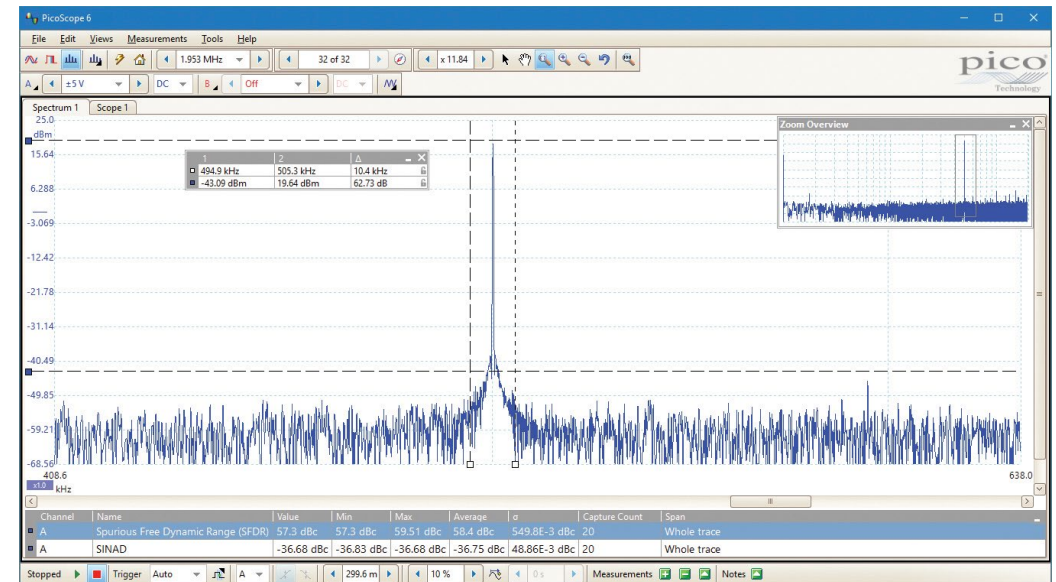 PicoScope 6
File Edit Views Measurements Tools Help
1.953 MHz 32 of 32 x 11.84
pico
Technology
A ±5 V DC B Off DC
Spectrum 1 Scope 1
25.0
dBm
Zoom Overview
15.64
1 2 Δ
494.9 kHz 505.3 kHz 10.4 kHz
-43.09 dBm 19.64 dBm 62.73 dB
6.288
-3.069
-12.42
-21.78
-31.14
-40.49
-49.85
-59.21
-68.56
408.6 638.0
x1.0 kHz
Channel Name Value Min Max Average σ Capture Count Span
A Spurious Free Dynamic Range (SFDR) 57.3 dBc 57.3 dBc 59.51 dBc 58.4 dBc 549.8E-3 dBc 20 Whole trace
A SINAD -36.68 dBc -36.83 dBc -36.68 dBc -36.75 dBc 48.86E-3 dBc 20 Whole trace
Stopped Trigger Auto A 299.6 m 10 % 0 s Measurements Notes